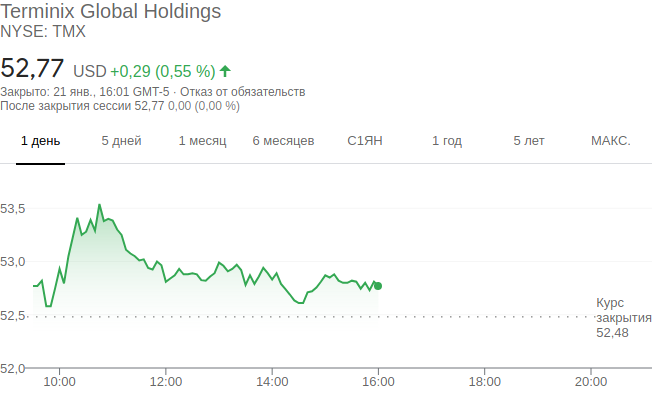 Terminix Global Holdings
NYSE: TMX
52,77 USD +0,29 (0,55 %)
Закрыто: 21 янв., 16:01 GMT-5 · Отказ от обязательств
После закрытия сессии 52,77 0,00 (0,00 %)
1 день 5 дней 1 месяц 6 месяцев С1ЯН 1 год 5 лет МАКС.
53,5
53,0
52,5
52,0
Курс
закрытия
52,48
10:00 12:00 14:00 16:00 18:00 20:00